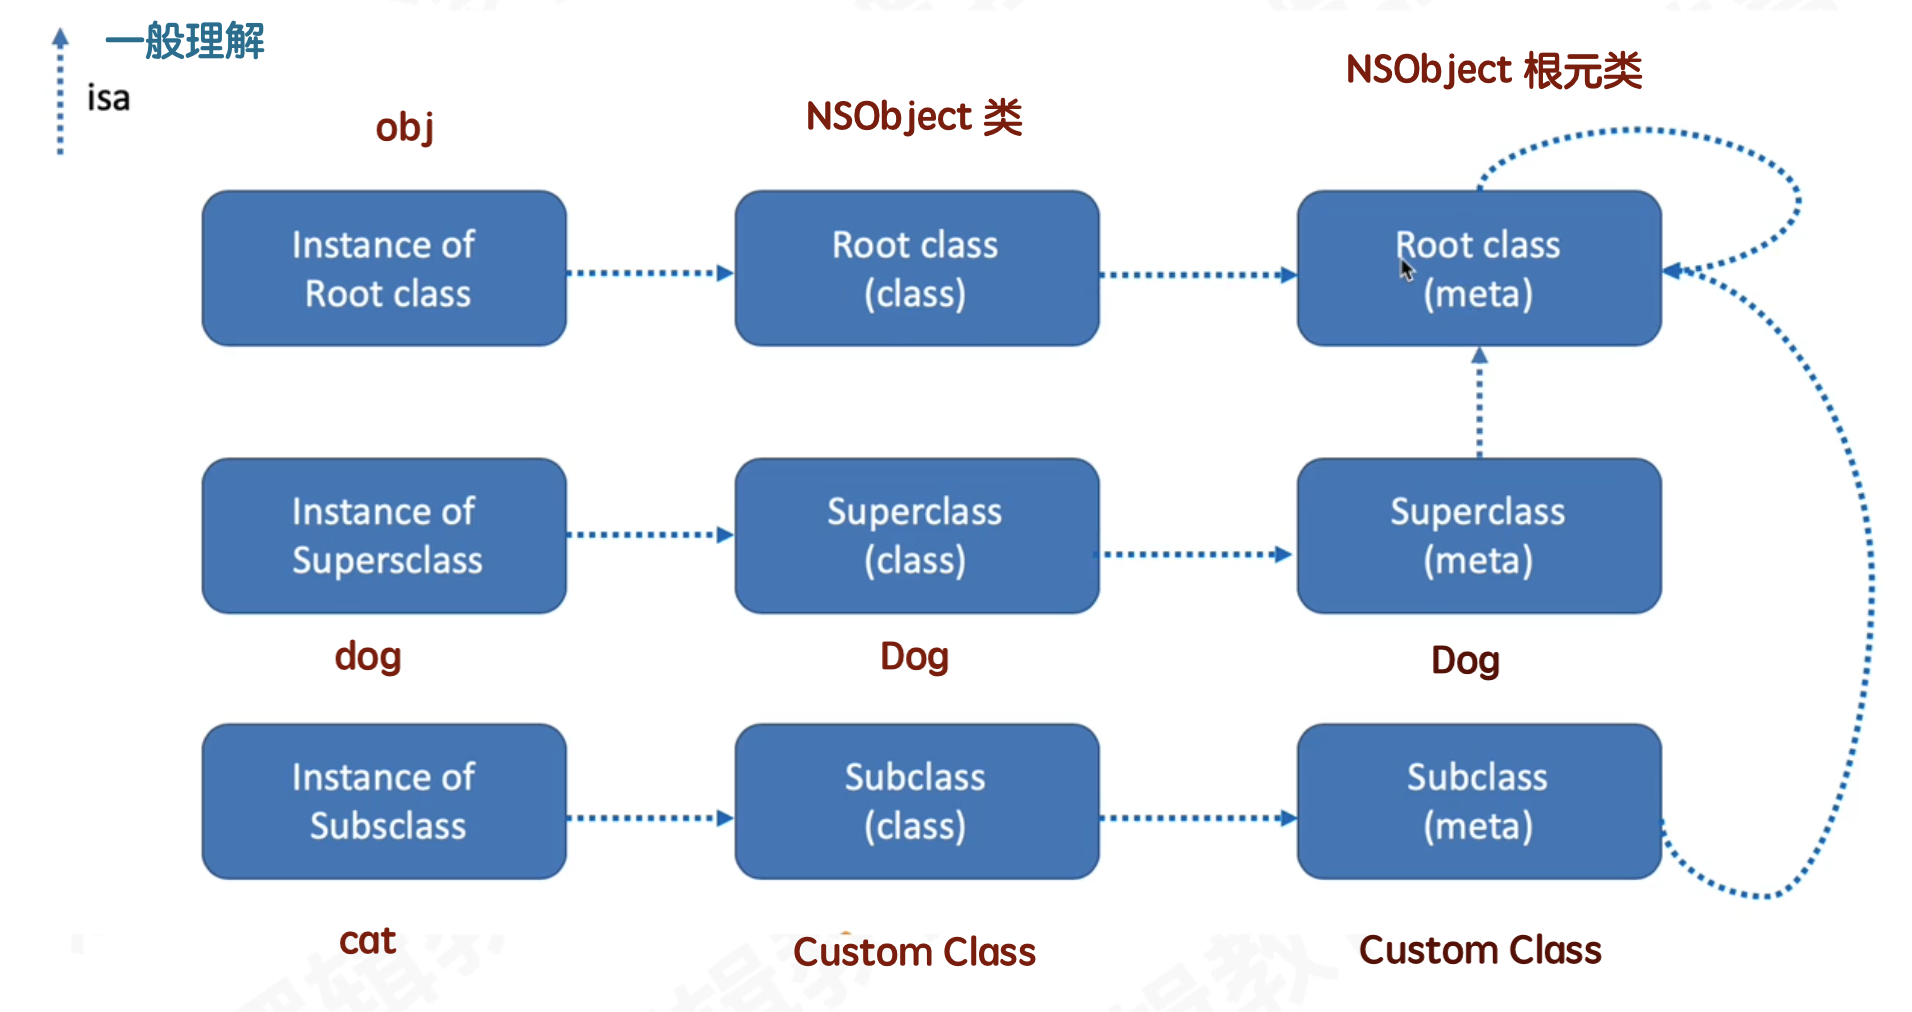 一般理解
isa
obj
NSObject 类
NSObject 根元类
Instance of
Root class
Root class
(class)
Root class
(meta)
Instance of
Supersclass
Superclass
(class)
Superclass
(meta)
dog
Dog
Dog
Instance of
Subsclass
Subclass
(class)
Subclass
(meta)
cat
Custom Class
Custom Class